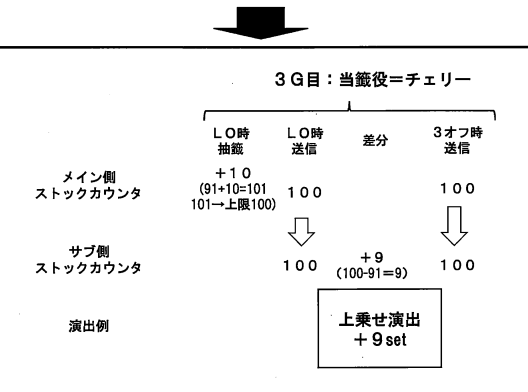 3G目：当籤役＝チェリー
LO時
抽籤
LO時
送信
差分
3オフ時
送信
メイン側
ストックカウンタ
＋10
(91+10=101
101→上限100)
100
100
サブ側
ストックカウンタ
100
＋9
(100-91＝9)
100
演出例
上乗せ演出
＋9set